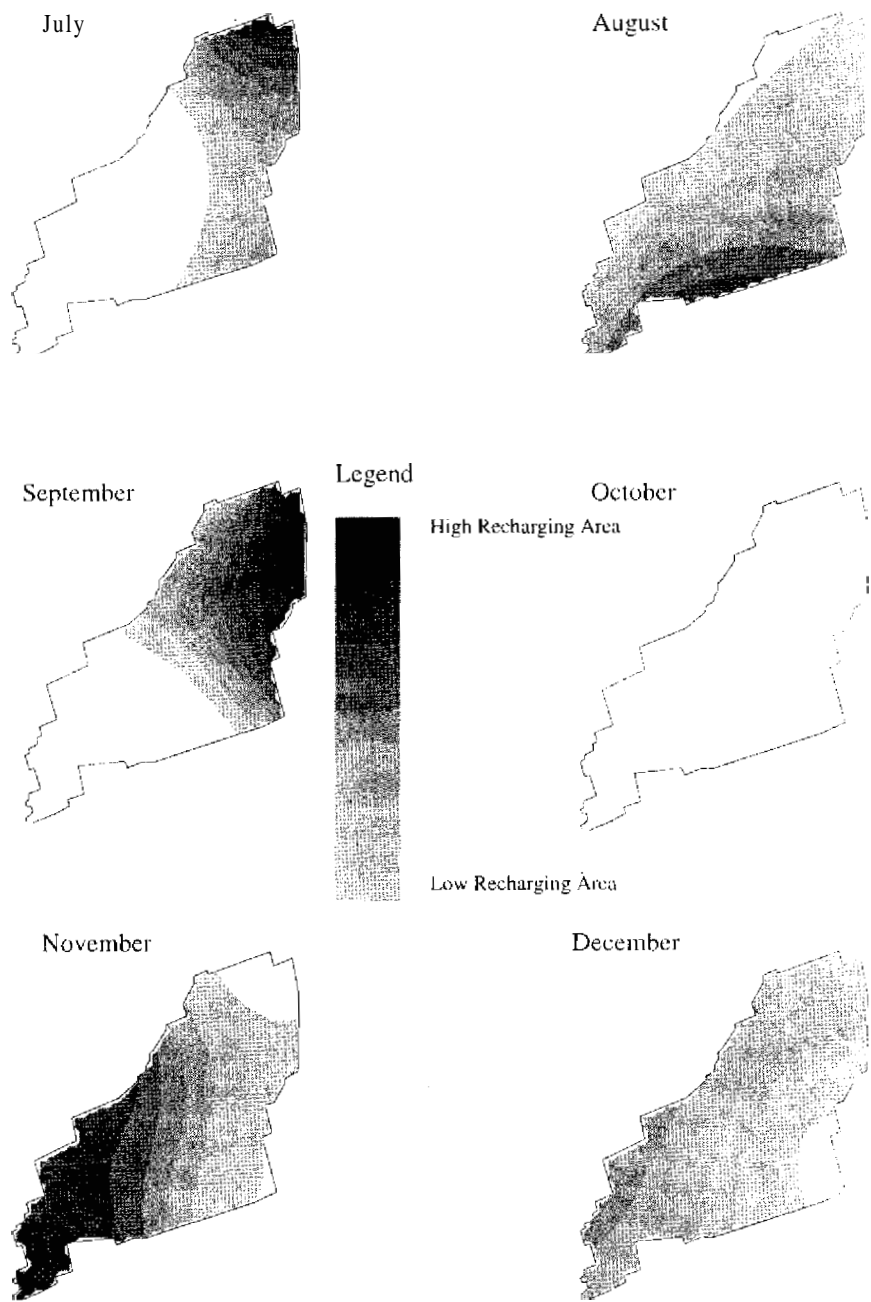 July
August
September
Legend
October
High Recharging Area
Low Recharging Area
November
December